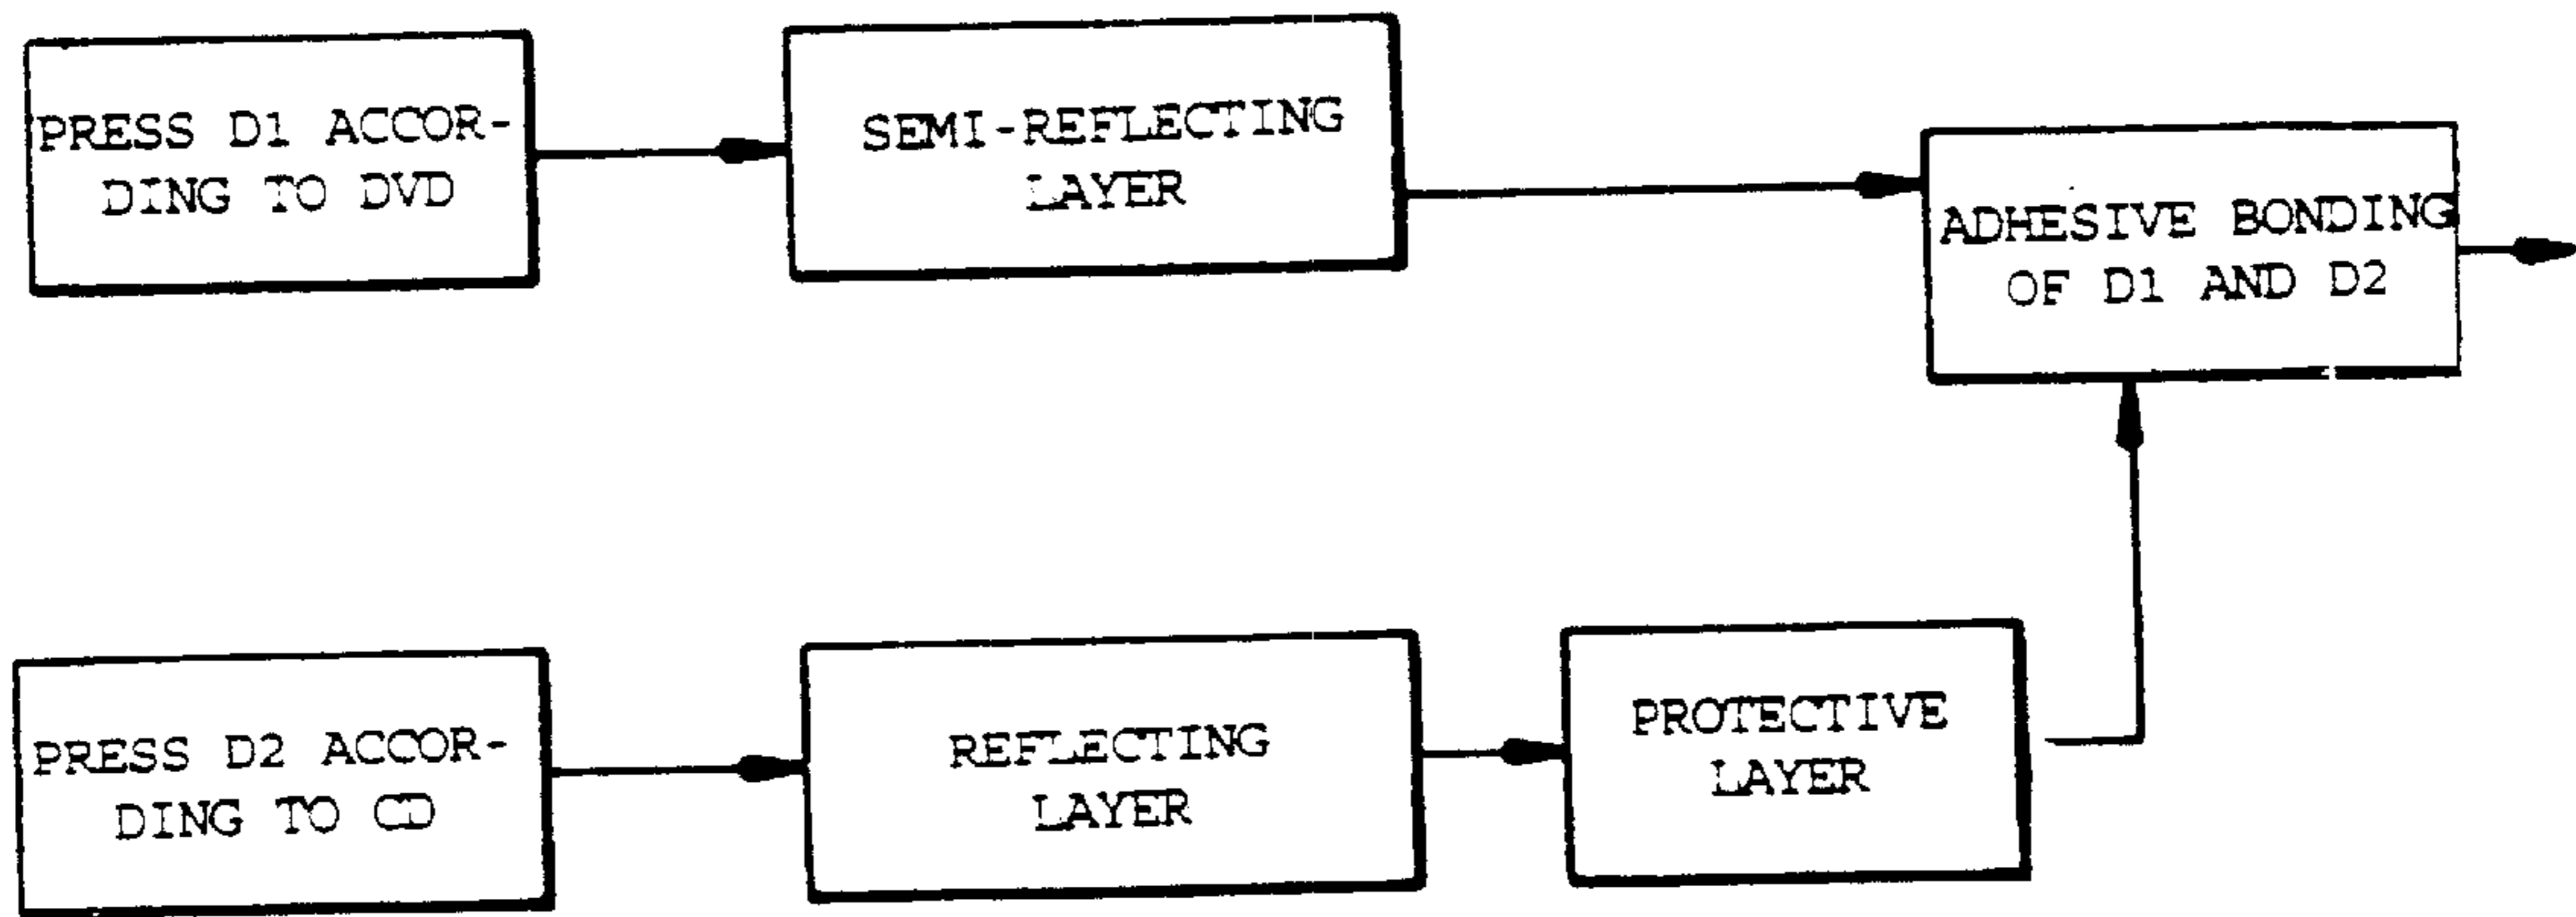 PRESS D1 ACCOR-
DING TO DVD
SEMI-REFLECTING
LAYER
ADHESIVE BONDING
OF D1 AND D2
PRESS D2 ACCOR-
DING TO CD
REFLECTING
LAYER
PROTECTIVE
LAYER